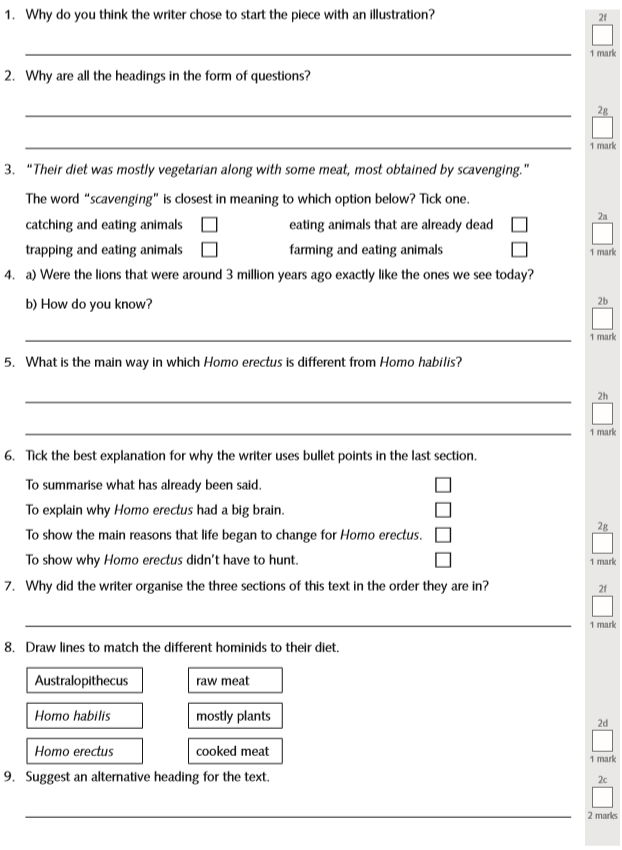 1. Why do you think the writer chose to start the piece with an illustration?
2f
1 mark
2. Why are all the headings in the form of questions?
2g
1 mark
3. "Their diet was mostly vegetarian along with some meat, most obtained by scavenging."
The word "scavenging" is closest in meaning to which option below? Tick one.
catching and eating animals eating animals that are already dead
trapping and eating animals farming and eating animals
2a
1 mark
4. a) Were the lions that were around 3 million years ago exactly like the ones we see today?
b) How do you know?
2b
1 mark
5. What is the main way in which Homo erectus is different from Homo habilis?
2h
1 mark
6. Tick the best explanation for why the writer uses bullet points in the last section.
To summarise what has already been said.
To explain why Homo erectus had a big brain.
To show the main reasons that life began to change for Homo erectus.
To show why Homo erectus didn't have to hunt.
2g
1 mark
7. Why did the writer organise the three sections of this text in the order they are in?
2f
1 mark
8. Draw lines to match the different hominids to their diet.
Australopithecus raw meat
Homo habilis mostly plants
Homo erectus cooked meat
2d
1 mark
9. Suggest an alternative heading for the text.
2c
2 marks